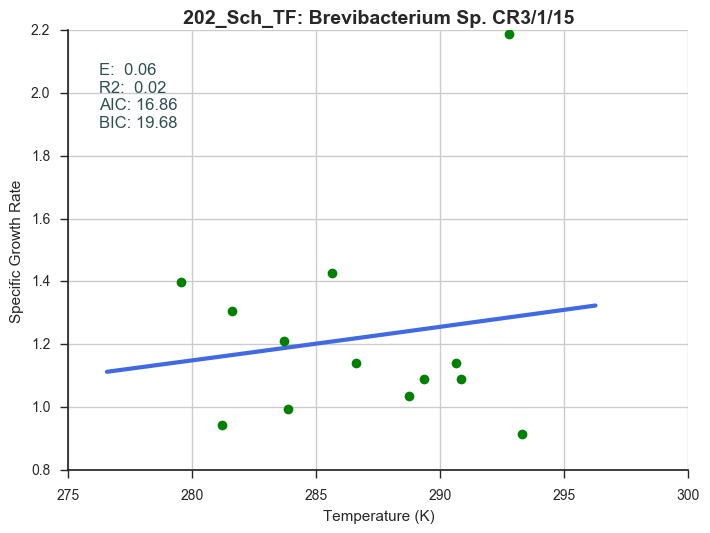 202_Sch_TF: Brevibacterium Sp. CR3/1/15
E: 0.06
R2: 0.02
AIC: 16.86
BIC: 19.68
Specific Growth Rate
2.2
2.0
1.8
1.6
1.4
1.2
1.0
0.8
275 280 285 290 295 300
Temperature (K)